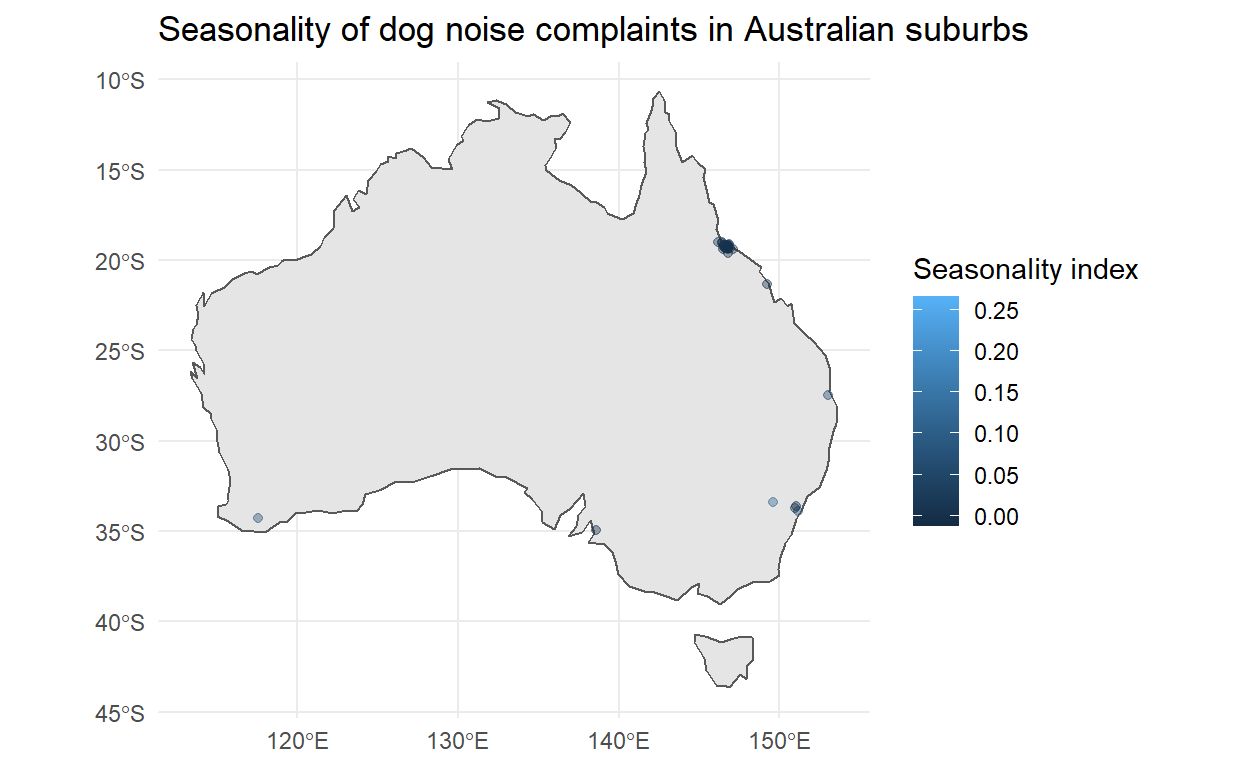 Seasonality of dog noise complaints in Australian suburbs
10°S
15°S
20°S
25°S
30°S
35°S
40°S
45°S
120°E
130°E
140°E
150°E
Seasonality index
0.25
0.20
0.15
0.10
0.05
0.00